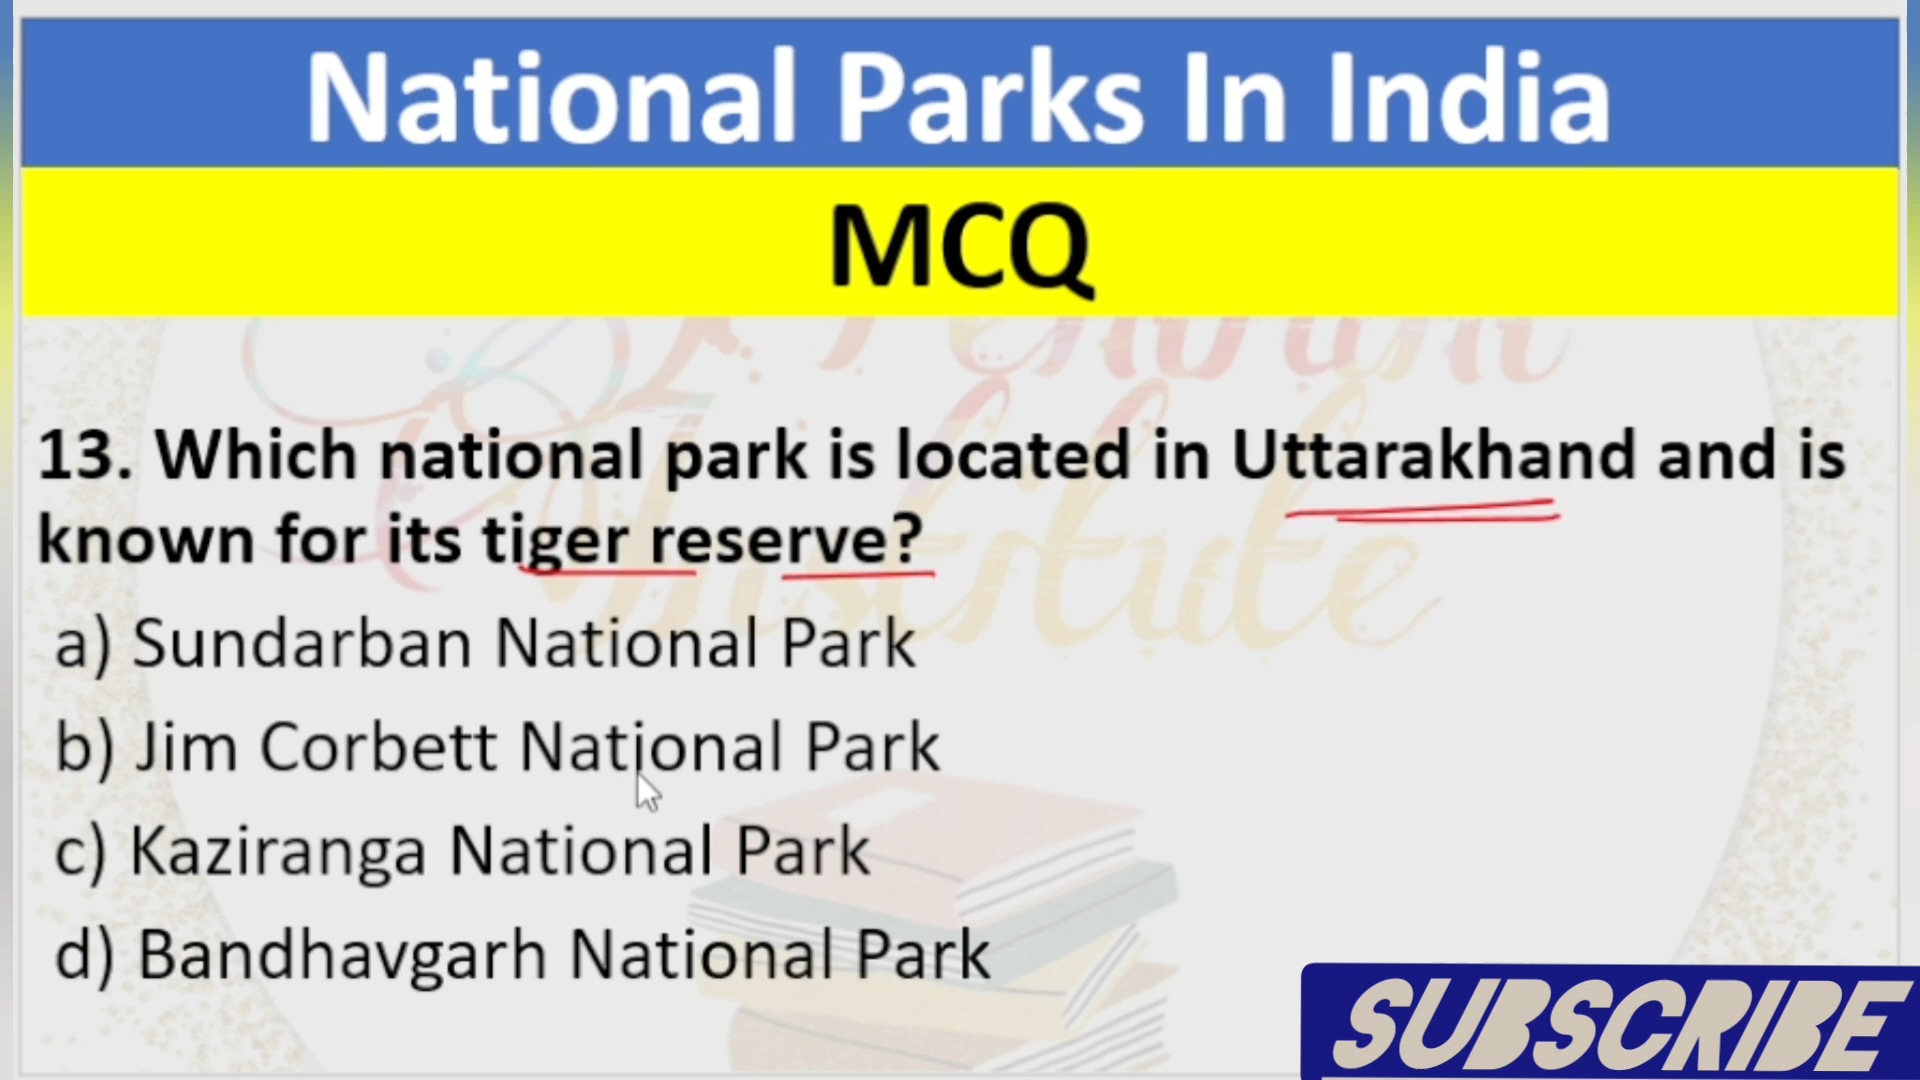 National Parks In India
MCQ
13. Which national park is located in Uttarakhand and is
known for its tiger reserve?
a) Sundarban National Park
b) Jim Corbett National Park
c) Kaziranga National Park
d) Bandhavgarh National Park
Institute
SUBSCRIBE